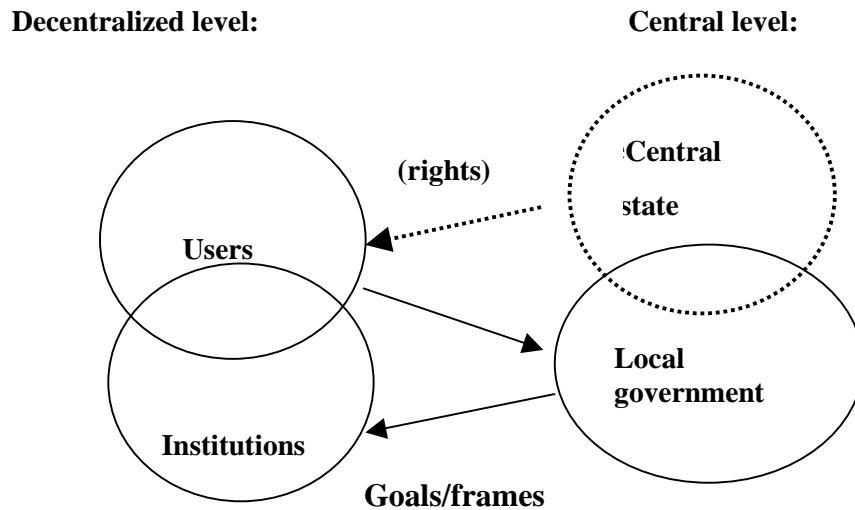 Decentralized level:
Central level:
Central
(rights)
state
Users
Local
government
Institutions
Goals/frames